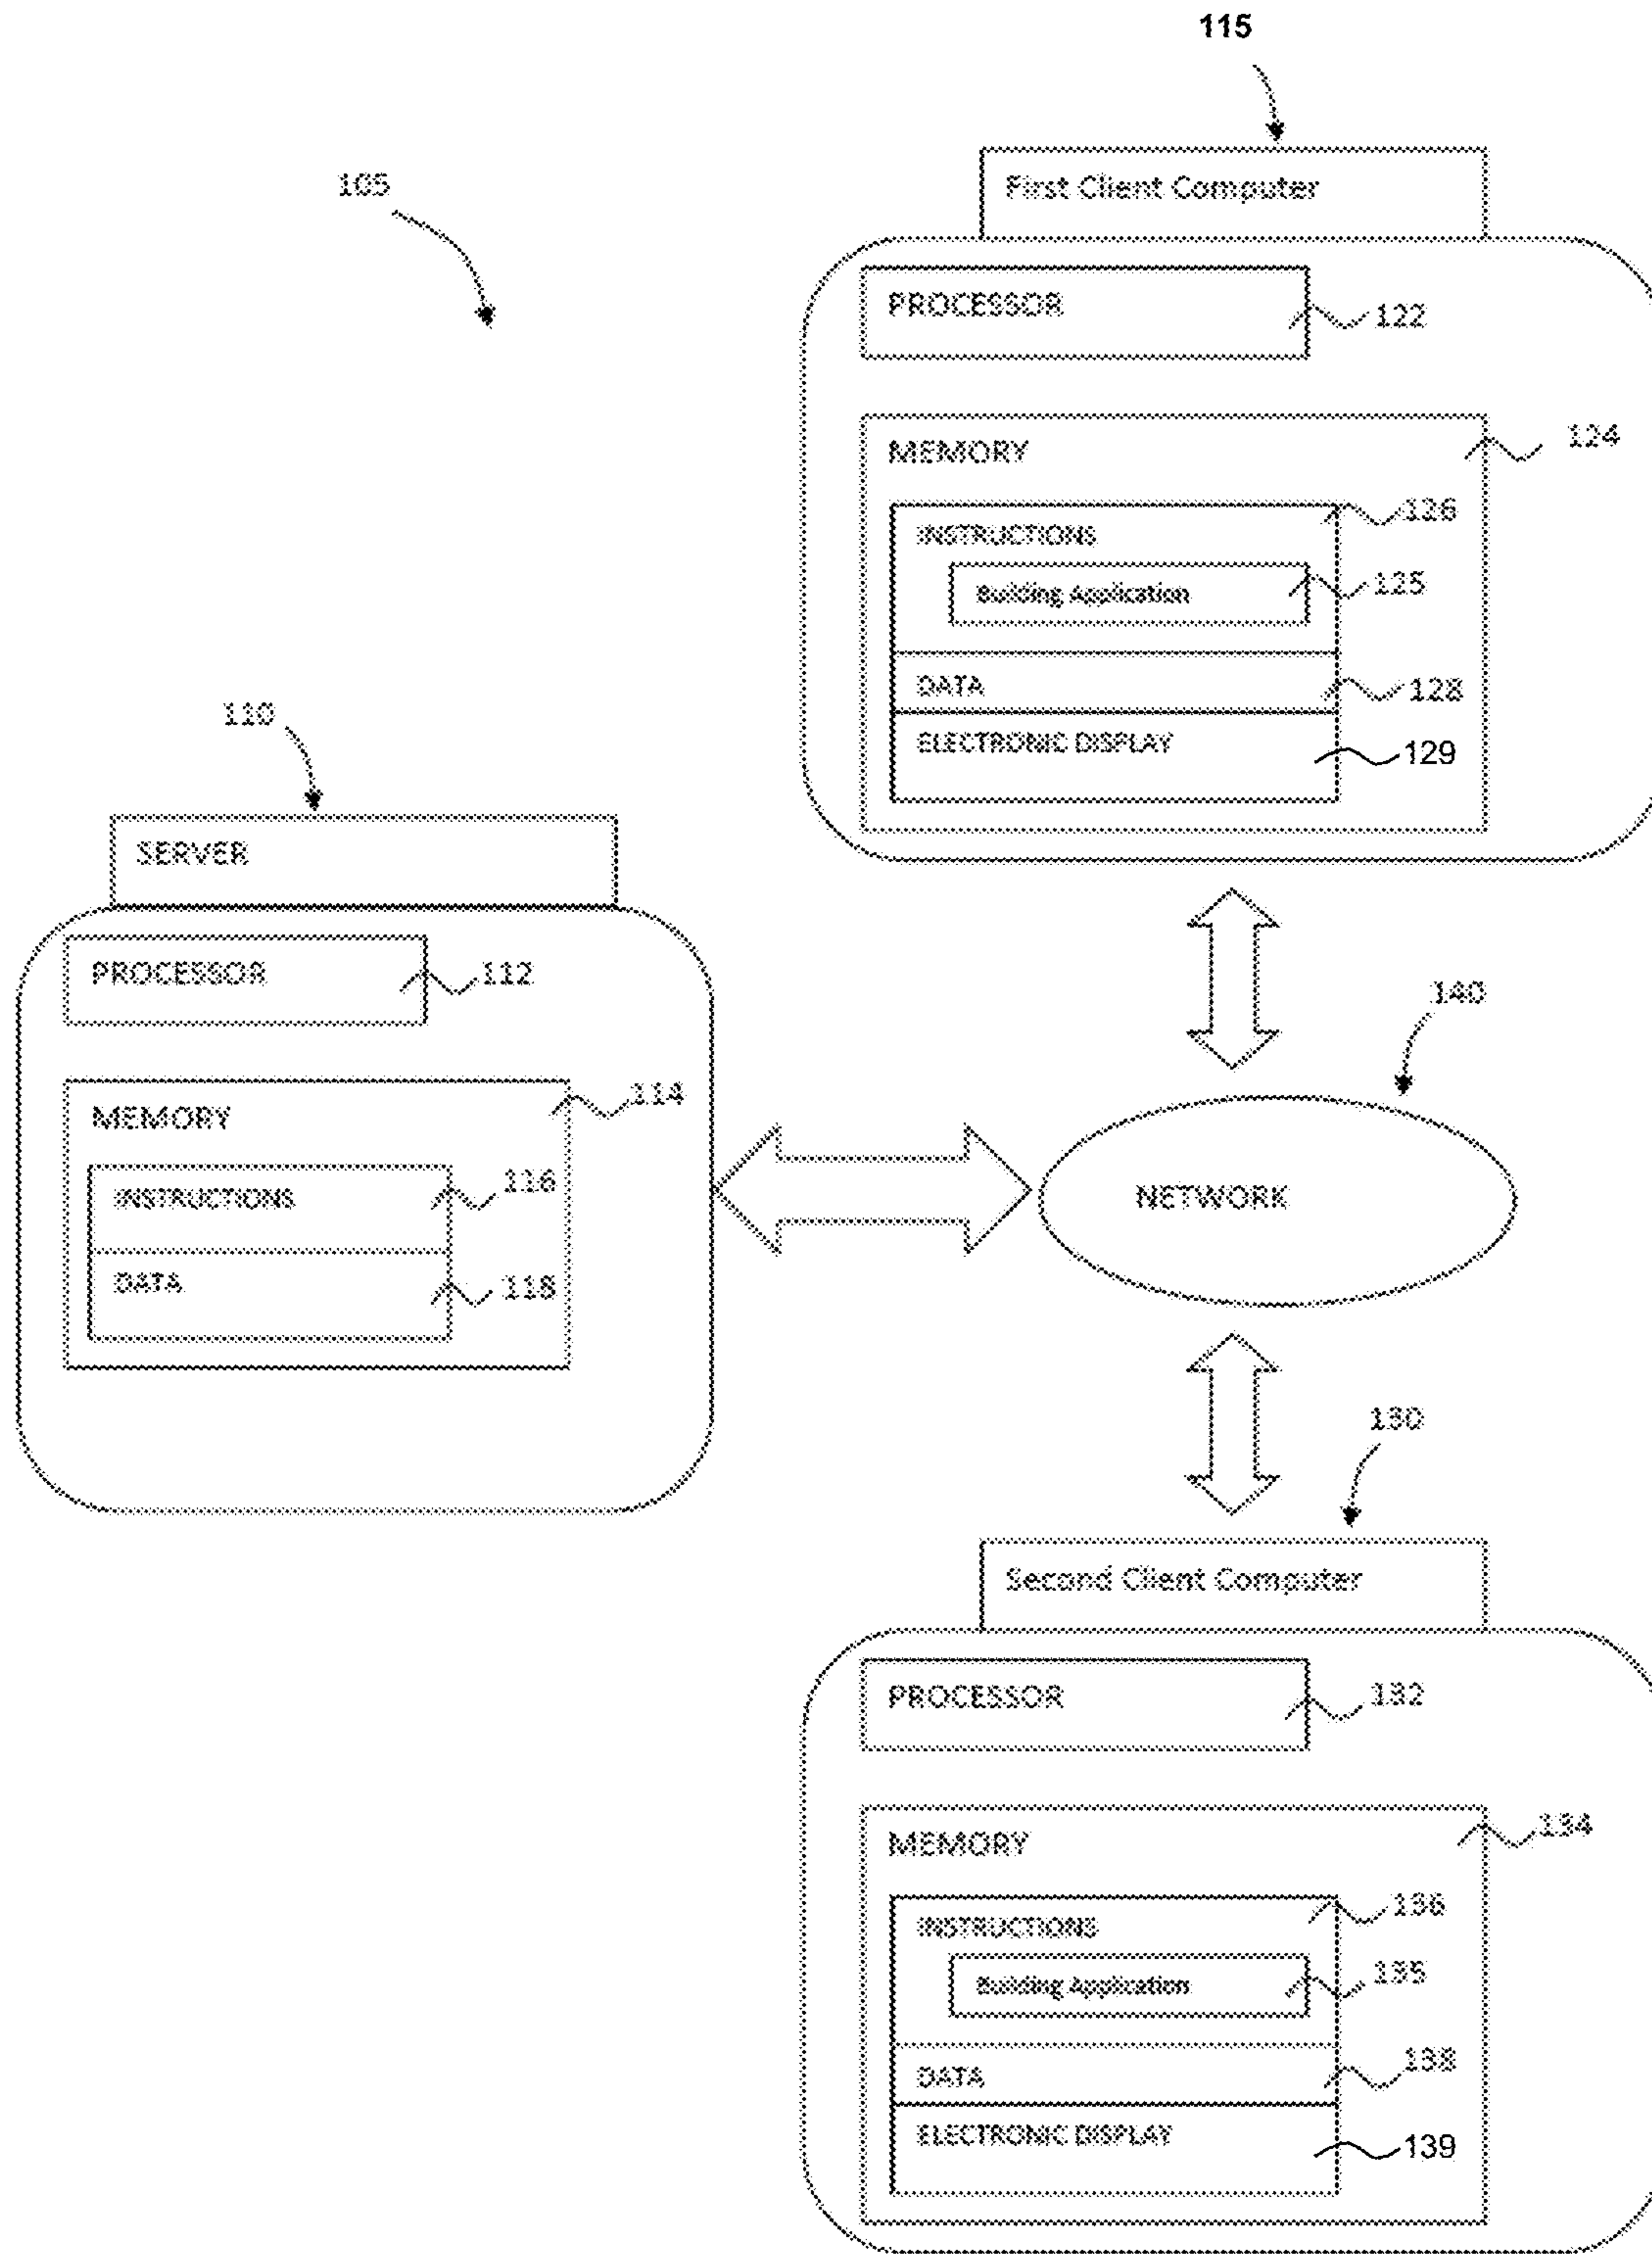 115
105
First Client Computer
PROCESSOR
122
MEMORY
124
INSTRUCTIONS
126
Building Application
125
DATA
128
ELECTRONIC DISPLAY
129
110
SERVER
PROCESSOR
112
MEMORY
114
INSTRUCTIONS
116
DATA
118
140
NETWORK
130
Second Client Computer
PROCESSOR
132
MEMORY
134
INSTRUCTIONS
136
Building Application
135
DATA
138
ELECTRONIC DISPLAY
139